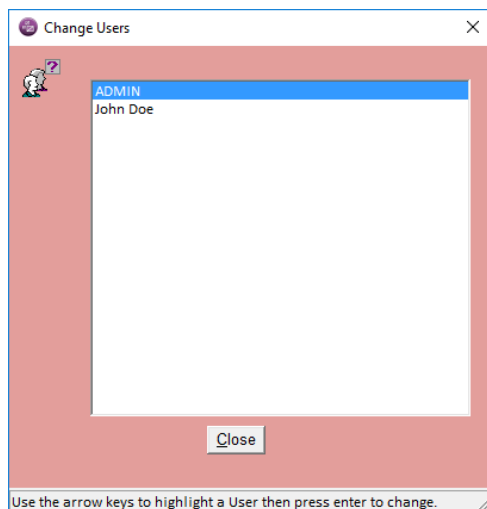 Change Users
?
ADMIN
John Doe
Close
Use the arrow keys to highlight a User then press enter to change.